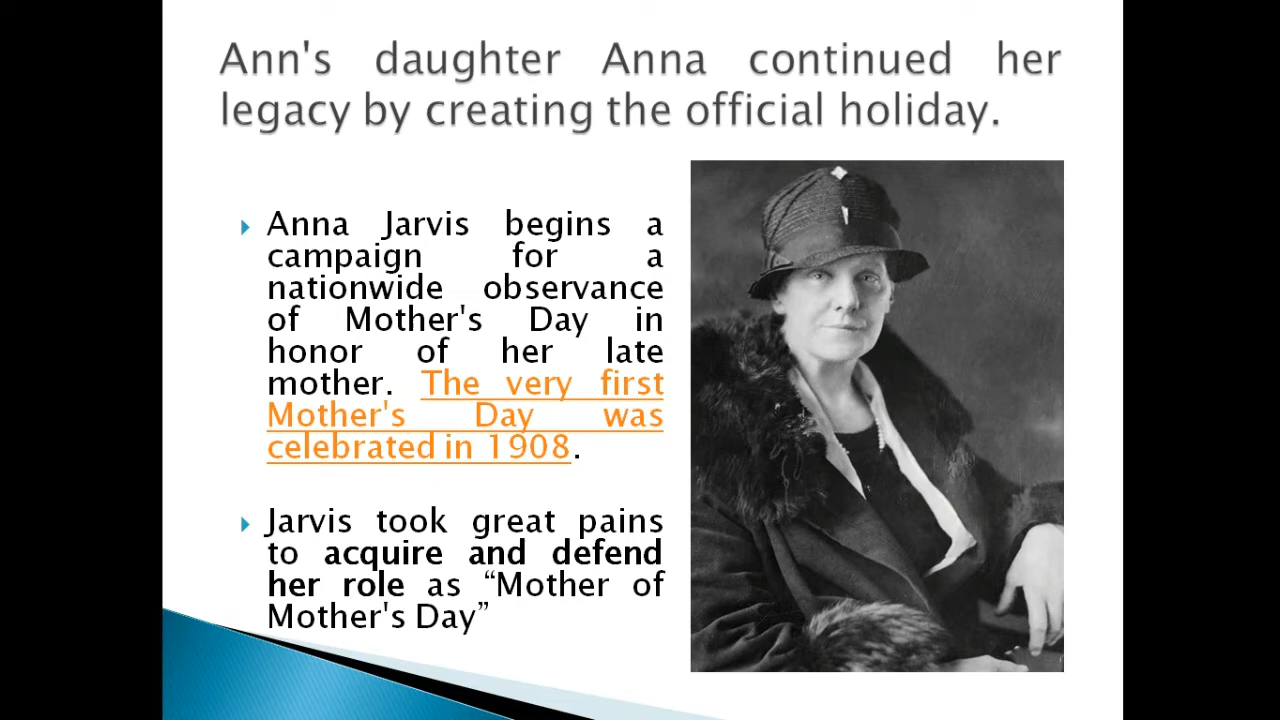 Ann's daughter Anna continued her
legacy by creating the official holiday.
Anna Jarvis begins a
campaign for a
nationwide observance
of Mother's Day in
honor of her late
mother. The very first
Mother's Day was
celebrated in 1908.
Jarvis took great pains
to acquire and defend
her role as “Mother of
Mother's Day”